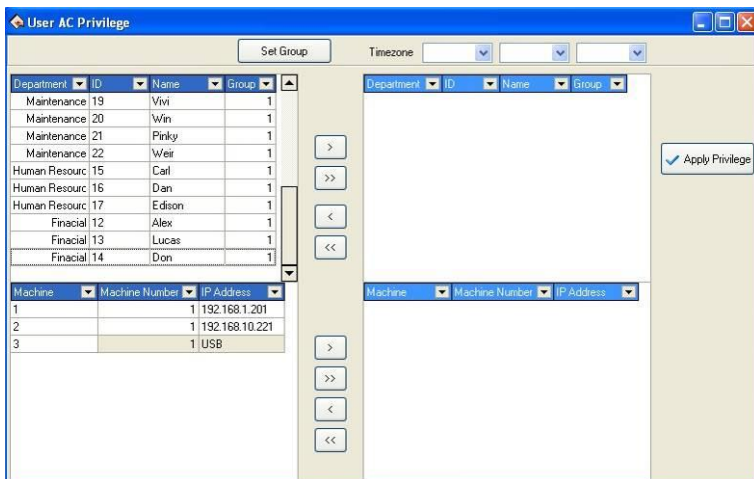 User AC Privilege
Set Group Timezone
Department ID Name Group
Maintenance 19 Vivi 1
Maintenance 20 Win 1
Maintenance 21 Pinky 1
Maintenance 22 Weir 1
Human Resourc 15 Carl 1
Human Resourc 16 Dan 1
Human Resourc 17 Edison 1
Finacial 12 Alex 1
Finacial 13 Lucas 1
Finacial 14 Don 1
Department ID Name Group
>
>>
<
<<
Apply Privilege
Machine Machine Number IP Address
1 1 192.168.1.201
2 1 192.168.10.221
3 1 USB
Machine Machine Number IP Address
>
>>
<
<<